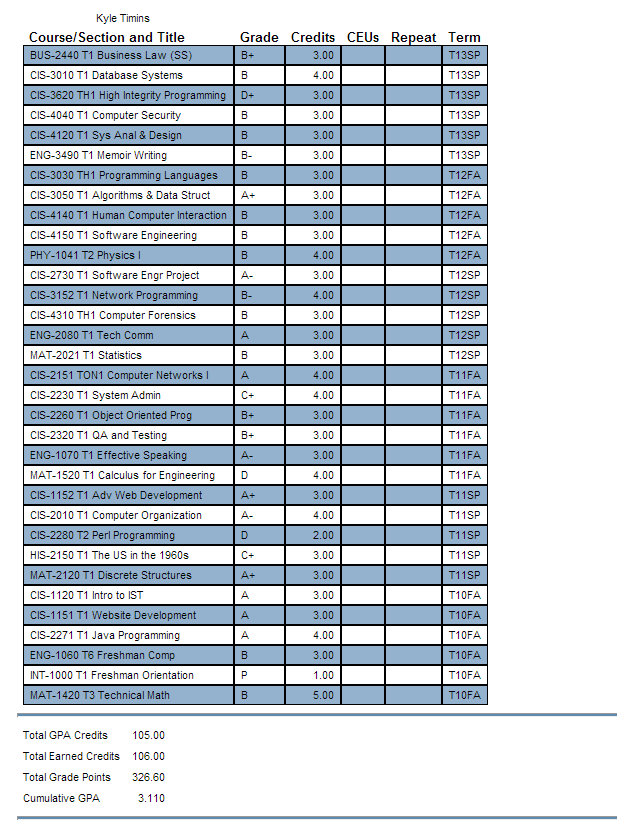 Kyle Timins
Course/Section and Title Grade Credits CEUs Repeat Term
BUS-2440 T1 Business Law (SS) B+ 3.00 T13SP
CIS-3010 T1 Database Systems B 4.00 T13SP
CIS-3620 TH1 High Integrity Programming D+ 3.00 T13SP
CIS-4040 T1 Computer Security B 3.00 T13SP
CIS-4120 T1 Sys Anal & Design B 3.00 T13SP
ENG-3490 T1 Memoir Writing B- 3.00 T13SP
CIS-3030 TH1 Programming Languages B 3.00 T12FA
CIS-3050 T1 Algorithms & Data Struct A+ 3.00 T12FA
CIS-4140 T1 Human Computer Interaction B 3.00 T12FA
CIS-4150 T1 Software Engineering B 3.00 T12FA
PHY-1041 T2 Physics I B 4.00 T12FA
CIS-2730 T1 Software Engr Project A- 3.00 T12SP
CIS-3152 T1 Network Programming B- 4.00 T12SP
CIS-4310 TH1 Computer Forensics B 3.00 T12SP
ENG-2080 T1 Tech Comm A 3.00 T12SP
MAT-2021 T1 Statistics B 3.00 T12SP
CIS-2151 TON1 Computer Networks I A 4.00 T11FA
CIS-2230 T1 System Admin C+ 4.00 T11FA
CIS-2260 T1 Object Oriented Prog B+ 3.00 T11FA
CIS-2320 T1 QA and Testing B+ 3.00 T11FA
ENG-1070 T1 Effective Speaking A- 3.00 T11FA
MAT-1520 T1 Calculus for Engineering D 4.00 T11FA
CIS-1152 T1 Adv Web Development A+ 3.00 T11SP
CIS-2010 T1 Computer Organization A- 4.00 T11SP
CIS-2280 T2 Perl Programming D 2.00 T11SP
HIS-2150 T1 The US in the 1960s C+ 3.00 T11SP
MAT-2120 T1 Discrete Structures A+ 3.00 T11SP
CIS-1120 T1 Intro to IST A 3.00 T10FA
CIS-1151 T1 Website Development A 3.00 T10FA
CIS-2271 T1 Java Programming A 4.00 T10FA
ENG-1060 T6 Freshman Comp B 3.00 T10FA
INT-1000 T1 Freshman Orientation P 1.00 T10FA
MAT-1420 T3 Technical Math B 5.00 T10FA
Total GPA Credits 105.00
Total Earned Credits 106.00
Total Grade Points 326.60
Cumulative GPA 3.110